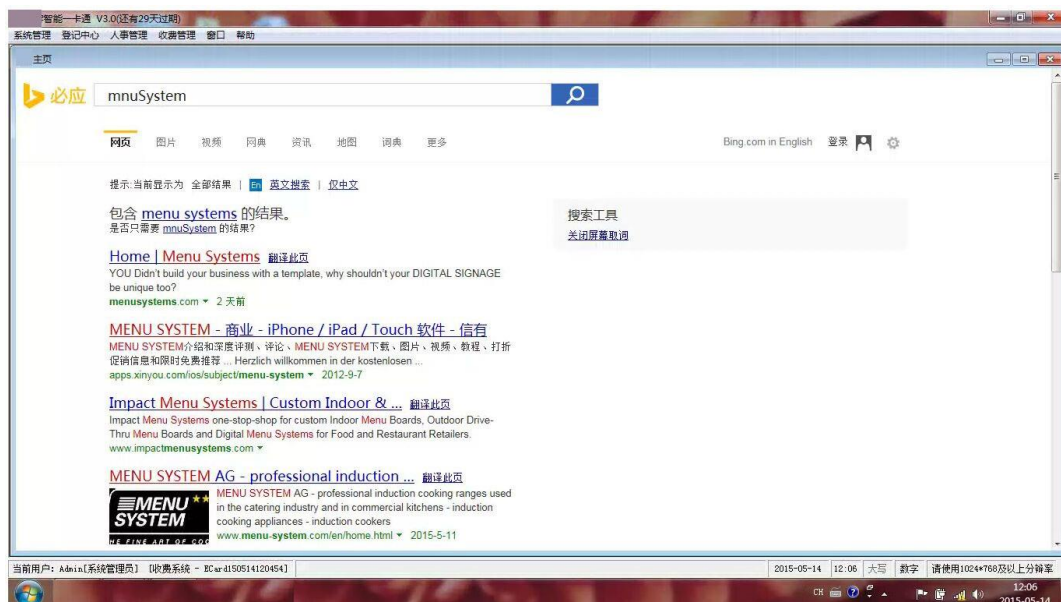 智能一卡通 V3.0(还有29天过期)
系统管理 登记中心 人事管理 收费管理 窗口 帮助
主页
必应 mnuSystem
网页 图片 视频 网典 资讯 地图 词典 更多 Bing.com in English 登录
提示:当前显示为 全部结果 | En 英文搜索 | 仅中文
包含 menu systems 的结果。
是否只需要 mnuSystem 的结果?
搜索工具
关闭屏幕取词
Home | Menu Systems 翻译此页
YOU Didn't build your business with a template, why shouldn't your DIGITAL SIGNAGE
be unique too?
menusystems.com 2 天前
MENU SYSTEM - 商业 - iPhone / iPad / Touch 软件 - 信有
MENU SYSTEM介绍和深度评测、评论、MENU SYSTEM下载、图片、视频、教程、打折
促销信息和限时免费推荐 ... Herzlich willkommen in der kostenlosen ...
apps.xinyou.com/ios/subject/menu-system 2012-9-7
Impact Menu Systems | Custom Indoor & ... 翻译此页
Impact Menu Systems one-stop-shop for custom Indoor Menu Boards, Outdoor Drive-
Thru Menu Boards and Digital Menu Systems for Food and Restaurant Retailers.
www.impactmenusystems.com
MENU SYSTEM AG - professional induction ... 翻译此页
MENU SYSTEM AG - professional induction cooking ranges used
in the catering industry and in commercial kitchens - induction
cooking appliances - induction cookers
www.menu-system.com/en/home.html 2015-5-11
MENU
SYSTEM
THE FINE ART OF COO
当前用户: Admin[系统管理员] [收费系统 - ECard150514120454] 2015-05-14 12:06 大写 数字 请使用1024*768及以上分辩率
CH 12:06
2015-05-14